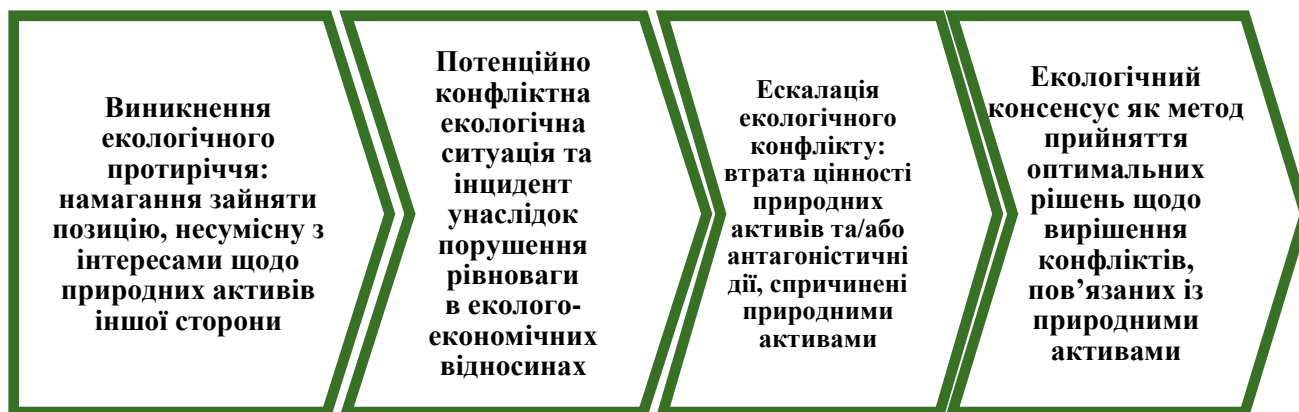 Виникнення
екологічного
протиріччя:
намагання зайняти
позицію, несумісну з
інтересами щодо
природних активів
іншої сторони
Потенційно
конфліктна
екологічна
ситуація та
інцидент
унаслідок
порушення
рівноваги
в еколого-
економічних
відносинах
Ескалація
екологічного
конфлікту:
втрата цінності
природних
активів та/або
антагоністичні
дії, спричинені
природними
активами
Екологічний
консенсус як метод
прийняття
оптимальних
рішень щодо
вирішення
конфліктів,
пов’язаних із
природними
активами